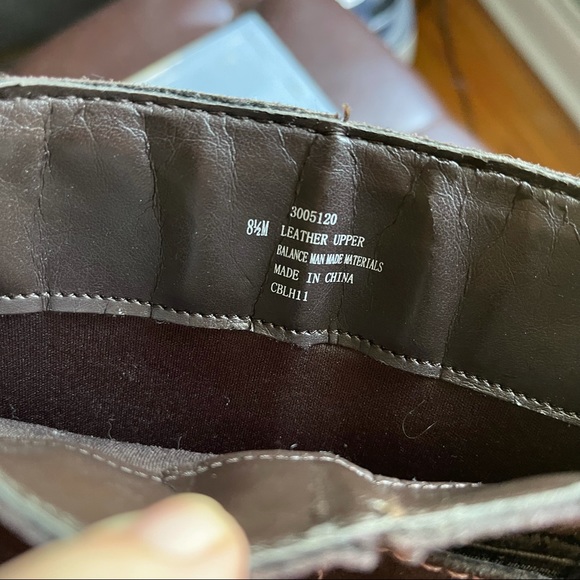 3005120
8½M LEATHER UPPER
BALANCE MAN MADE MATERIALS
MADE IN CHINA
CBLH11